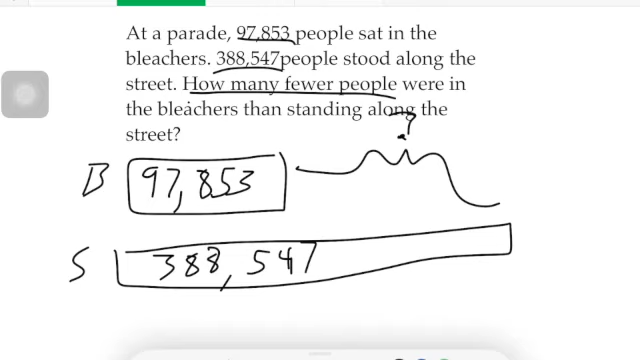 At a parade, 97,853 people sat in the
bleachers. 388,547 people stood along the
street. How many fewer people were in
the bleachers than standing along the
street?
?
B 97,853
S 388,547